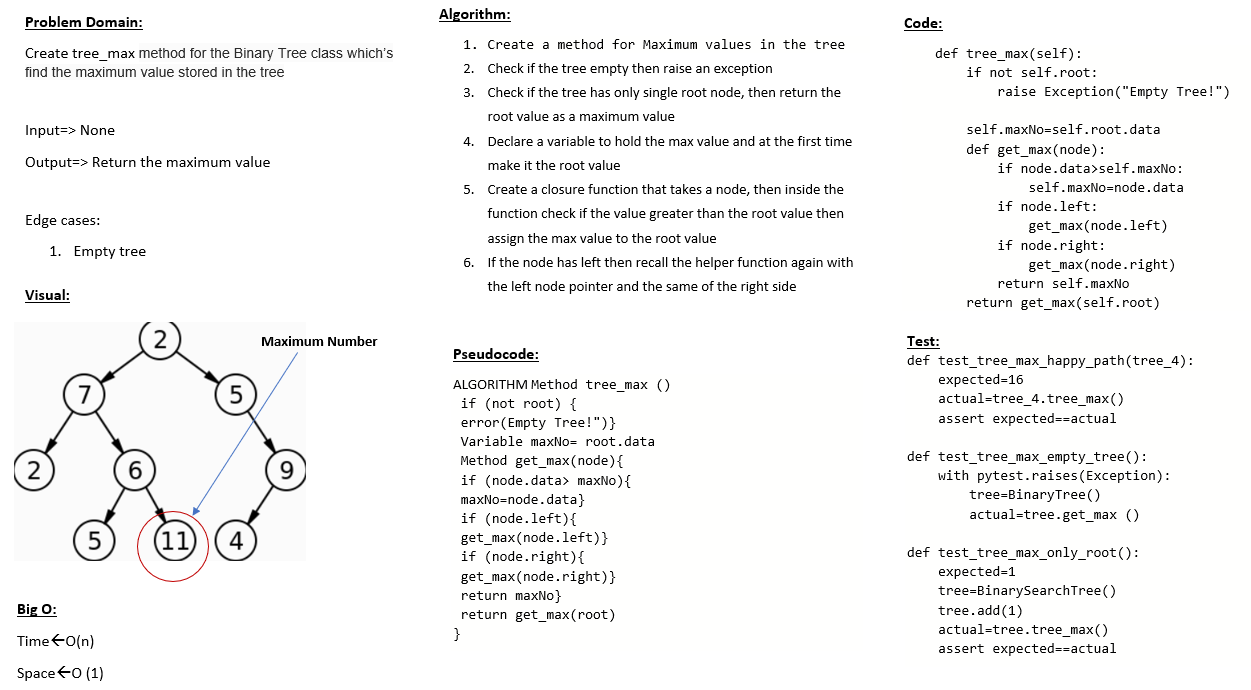 Problem Domain:
Create tree_max method for the Binary Tree class which's
find the maximum value stored in the tree
Input=> None
Output=> Return the maximum value
Edge cases:
1. Empty tree
Visual:
Maximum Number
2
7
5
2
6
9
5
11
4
Big O:
Time←O(n)
Space←O (1)
Algorithm:
1. Create a method for Maximum values in the tree
2. Check if the tree empty then raise an exception
3. Check if the tree has only single root node, then return the
root value as a maximum value
4. Declare a variable to hold the max value and at the first time
make it the root value
5. Create a closure function that takes a node, then inside the
function check if the value greater than the root value then
assign the max value to the root value
6. If the node has left then recall the helper function again with
the left node pointer and the same of the right side
Pseudocode:
ALGORITHM Method tree_max ()
if (not root) {
error(Empty Tree!")}
Variable maxNo= root.data
Method get_max(node){
if (node.data> maxNo){
maxNo=node.data}
if (node.left){
get_max(node.left)}
if (node.right){
get_max(node.right)}
return maxNo}
return get_max(root)
}
Code:
def tree_max(self):
if not self.root:
raise Exception("Empty Tree!")
self.maxNo=self.root.data
def get_max(node):
if node.data>self.maxNo:
self.maxNo=node.data
if node.left:
get_max(node.left)
if node.right:
get_max(node.right)
return self.maxNo
return get_max(self.root)
Test:
def test_tree_max_happy_path(tree_4):
expected=16
actual=tree_4.tree_max()
assert expected==actual
def test_tree_max_empty_tree():
with pytest.raises(Exception):
tree=BinaryTree()
actual=tree.get_max ()
def test_tree_max_only_root():
expected=1
tree=BinarySearchTree()
tree.add(1)
actual=tree.tree_max()
assert expected==actual